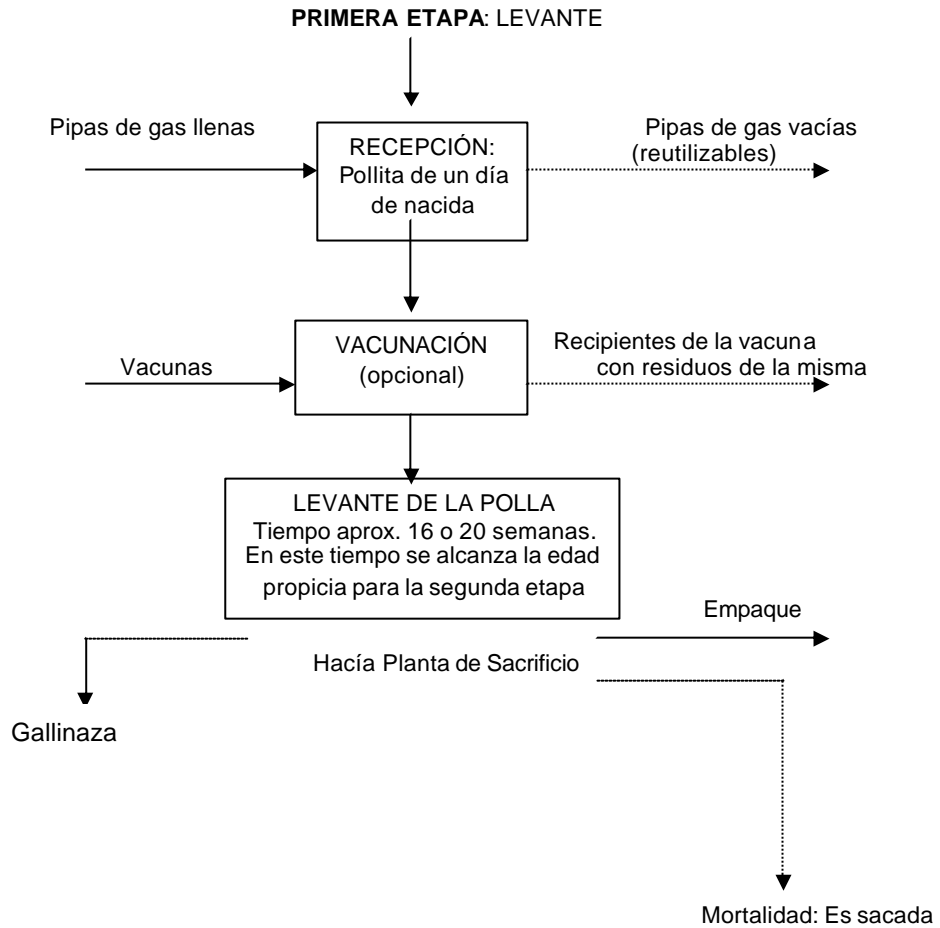 PRIMERA ETAPA: LEVANTE
Pipas de gas llenas
RECEPCIÓN:
Pollita de un día
de nacida
Pipas de gas vacías
(reutilizables)
Vacunas
VACUNACIÓN
(opcional)
Recipientes de la vacuna
con residuos de la misma
LEVANTE DE LA POLLA
Tiempo aprox. 16 o 20 semanas.
En este tiempo se alcanza la edad
propicia para la segunda etapa
Empaque
Hacía Planta de Sacrificio
Gallinaza
Mortalidad: Es sacada